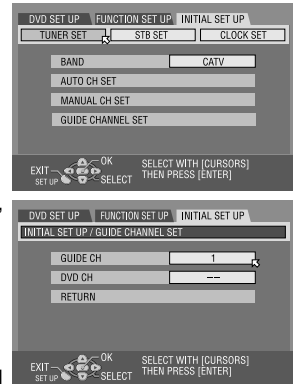 DVD SET UP FUNCTION SET UP INITIAL SET UP
TUNER SET STB SET CLOCK SET
BAND CATV
AUTO CH SET
MANUAL CH SET
GUIDE CHANNEL SET
OK
EXIT SELECT WITH [CURSORS]
SET UP SELECT THEN PRESS [ENTER]
DVD SET UP FUNCTION SET UP INITIAL SET UP
INITIAL SET UP / GUIDE CHANNEL SET
GUIDE CH 1
DVD CH --
RETURN
OK
EXIT SELECT WITH [CURSORS]
SET UP SELECT THEN PRESS [ENTER]